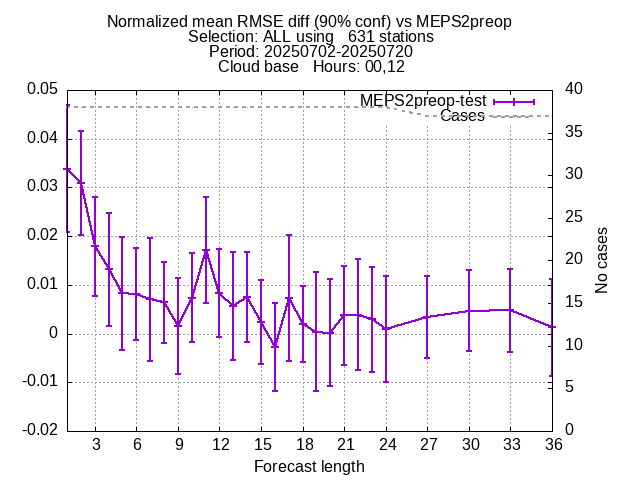 Normalized mean RMSE diff (90% conf) vs MEPS2preop
Selection: ALL using   631 stations
Period: 20250702-20250720
Cloud base   Hours: 00,12
0.05
0.04
0.03
0.02
0.01
0
-0.01
-0.02
40
35
30
25
20
15
10
5
0
MEPS2preop-test
Cases
No cases
3 6 9 12 15 18 21 24 27 30 33 36
Forecast length